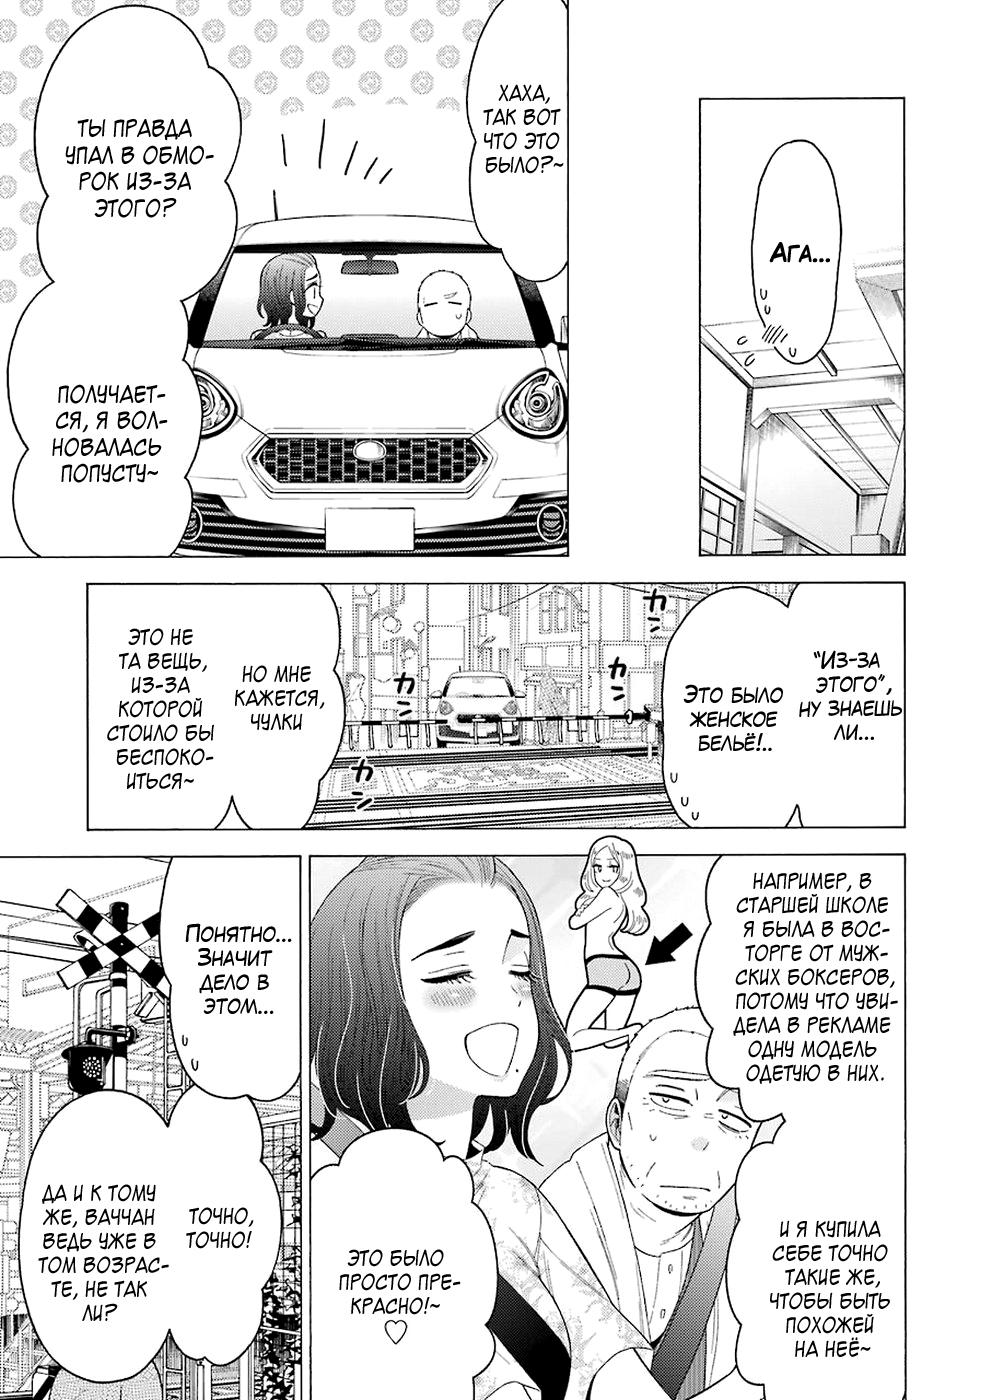 Ага...
ХАХА,
ТАК ВОТ
ЧТО ЭТО
БЫЛО?~
ТЫ ПРАВДА
УПАЛ В ОБМО-
РОК ИЗ-ЗА
ЭТОГО?
ПОЛУЧАЕТ-
СЯ, Я ВОЛ-
НОВАЛАСЬ
ПОПУСТУ~
“Из-за
этого”,
ну знаешь
ли...
Это было
женское
бельё!..
カ
ン
カ
ン
НО МНЕ
КАЖЕТСЯ,
ЧУЛКИ
ЭТО НЕ
ТА ВЕЩЬ,
ИЗ-ЗА
КОТОРОЙ
СТОИЛО БЫ
БЕСПОКО-
ИТЬСЯ~
НАПРИМЕР, В
СТАРШЕЙ ШКОЛЕ
Я БЫЛА В ВОС-
ТОРГЕ ОТ МУЖ-
СКИХ БОКСЕРОВ,
ПОТОМУ ЧТО УВИ-
ДЕЛА В РЕКЛАМЕ
ОДНУ МОДЕЛЬ
ОДЕТУЮ В НИХ.
И Я КУПИЛА
СЕБЕ ТОЧНО
ТАКИЕ ЖЕ,
ЧТОБЫ БЫТЬ
ПОХОЖЕЙ
НА НЕЁ~
ЭТО БЫЛО
ПРОСТО ПРЕ-
КРАСНО!~
♡
Понятно...
Значит
дело в
этом...
ТОЧНО,
ТОЧНО!
ДА И К ТОМУ
ЖЕ, ВАЧЧАН
ВЕДЬ УЖЕ В
ТОМ ВОЗРАС-
ТЕ, НЕ ТАК
ЛИ?